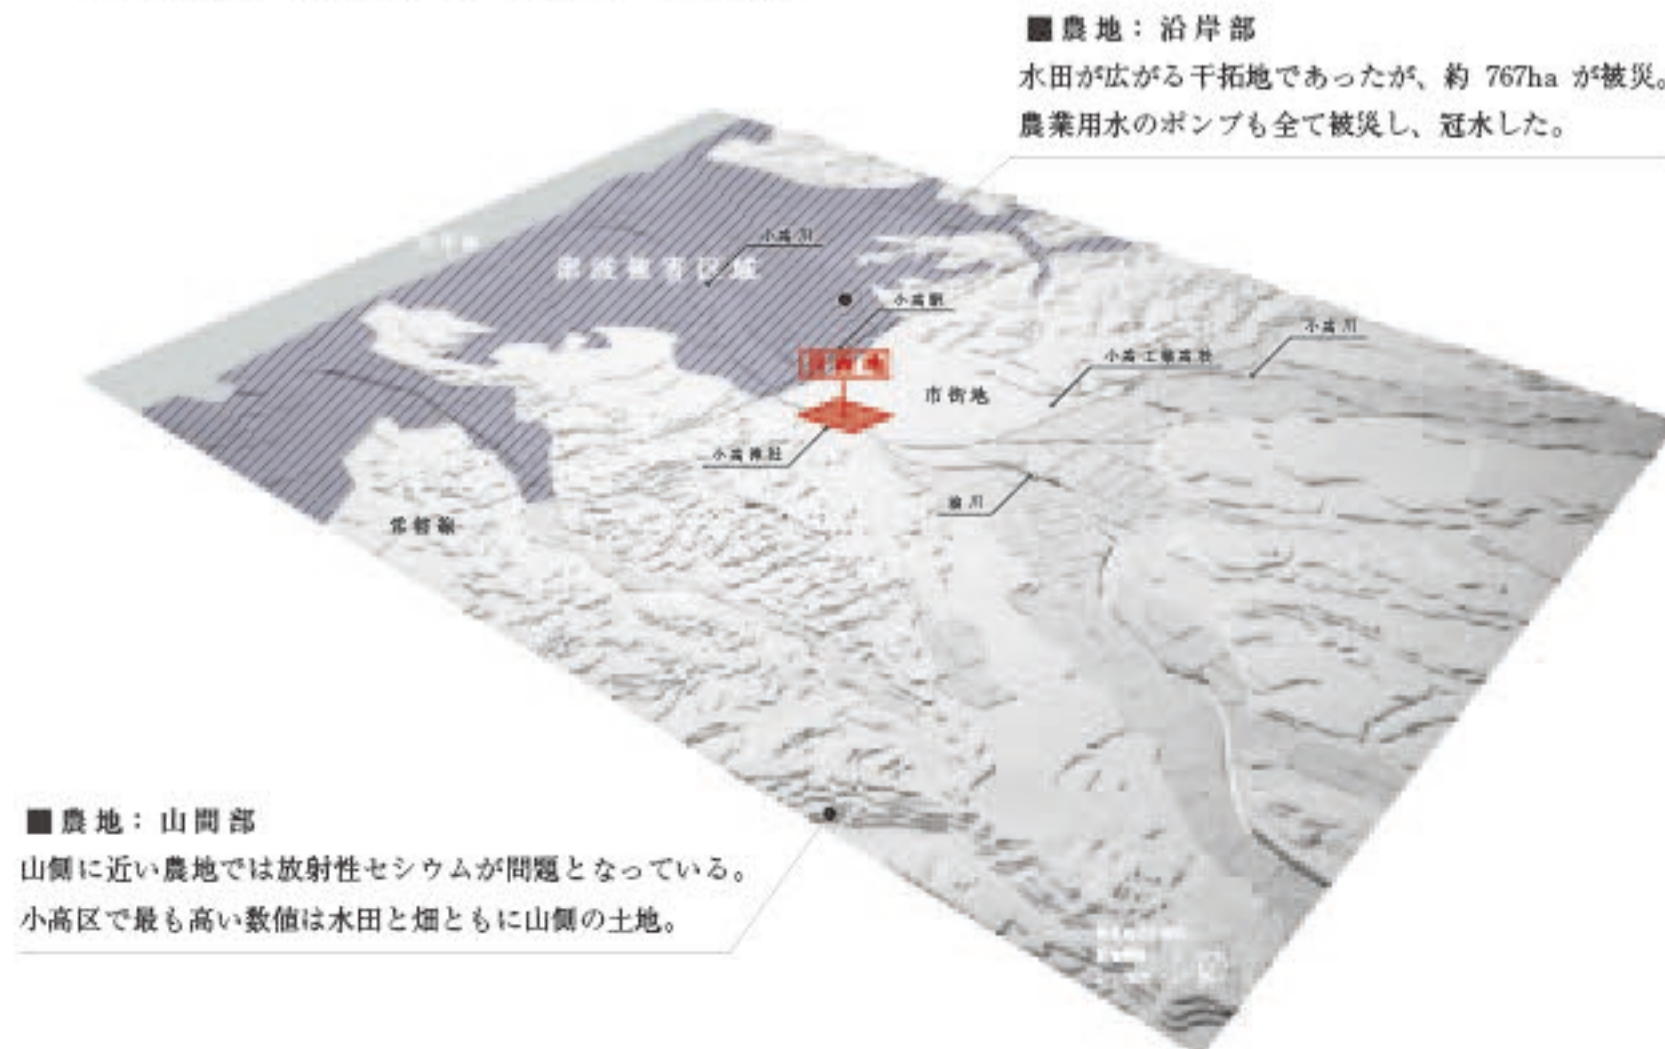 ■農地：沿岸部
水田が広がる干拓地であったが、約 767ha が被災。
農業用水のポンプも全て被災し、冠水した。
小高川
津波被害区域
小高駅
小高川
小高工業高校
市街地
小高神社
常磐線
■農地：山間部
山側に近い農地では放射性セシウムが問題となっている。
小高区で最も高い数値は水田と畑ともに山側の土地。